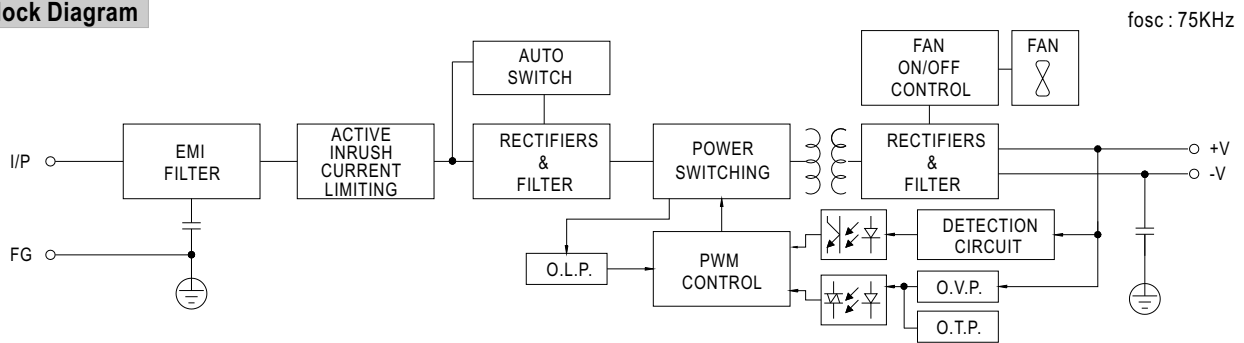 lock Diagram
fosc : 75KHz
AUTO
SWITCH
FAN
ON/OFF
CONTROL
FAN
I/P
EMI
FILTER
ACTIVE
INRUSH
CURRENT
LIMITING
RECTIFIERS
&
FILTER
POWER
SWITCHING
RECTIFIERS
&
FILTER
+V
-V
FG
O.L.P.
PWM
CONTROL
DETECTION
CIRCUIT
O.V.P.
O.T.P.